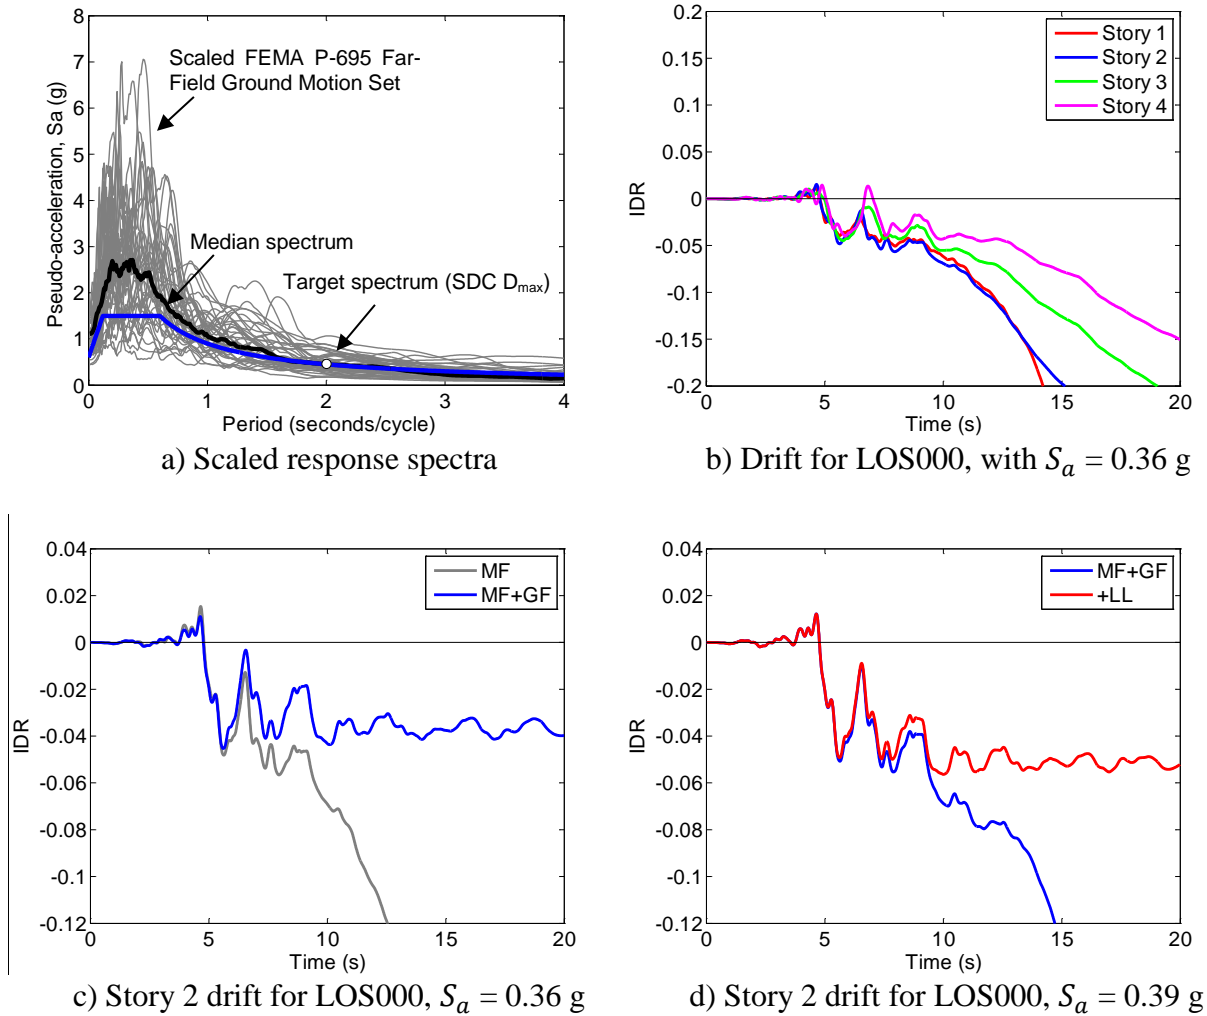 8
7
6
5
4
3
2
1
0
Pseudo-acceleration, Sa (g)
Scaled FEMA P-695 Far-
Field Ground Motion Set
Median spectrum
Target spectrum (SDC Dmax)
0 1 2 3 4
Period (seconds/cycle)
a) Scaled response spectra
0.2
0.15
0.1
0.05
0
-0.05
-0.1
-0.15
-0.2
IDR
Story 1
Story 2
Story 3
Story 4
0 5 10 15 20
Time (s)
b) Drift for LOS000, with Sa = 0.36 g
0.04
0.02
0
-0.02
-0.04
-0.06
-0.08
-0.1
-0.12
IDR
MF
MF+GF
0 5 10 15 20
Time (s)
c) Story 2 drift for LOS000, Sa = 0.36 g
0.04
0.02
0
-0.02
-0.04
-0.06
-0.08
-0.1
-0.12
IDR
MF+GF
+LL
0 5 10 15 20
Time (s)
d) Story 2 drift for LOS000, Sa = 0.39 g